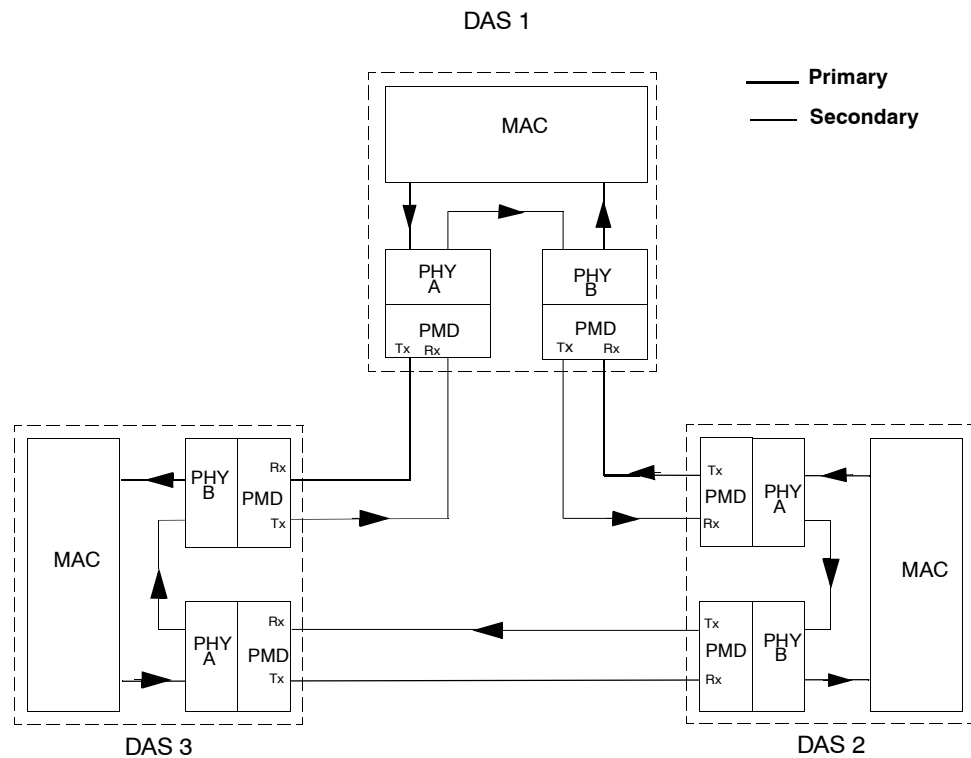 DAS 1
Primary
Secondary
MAC
PHY
A
PMD
Tx Rx
PHY
B
PMD
Tx Rx
MAC
PHY
B
Rx
PMD
Tx
PHY
A
Rx
PMD
Tx
DAS 3
Tx
PMD
Rx
PHY
A
MAC
Tx
PMD
Rx
PHY
B
DAS 2